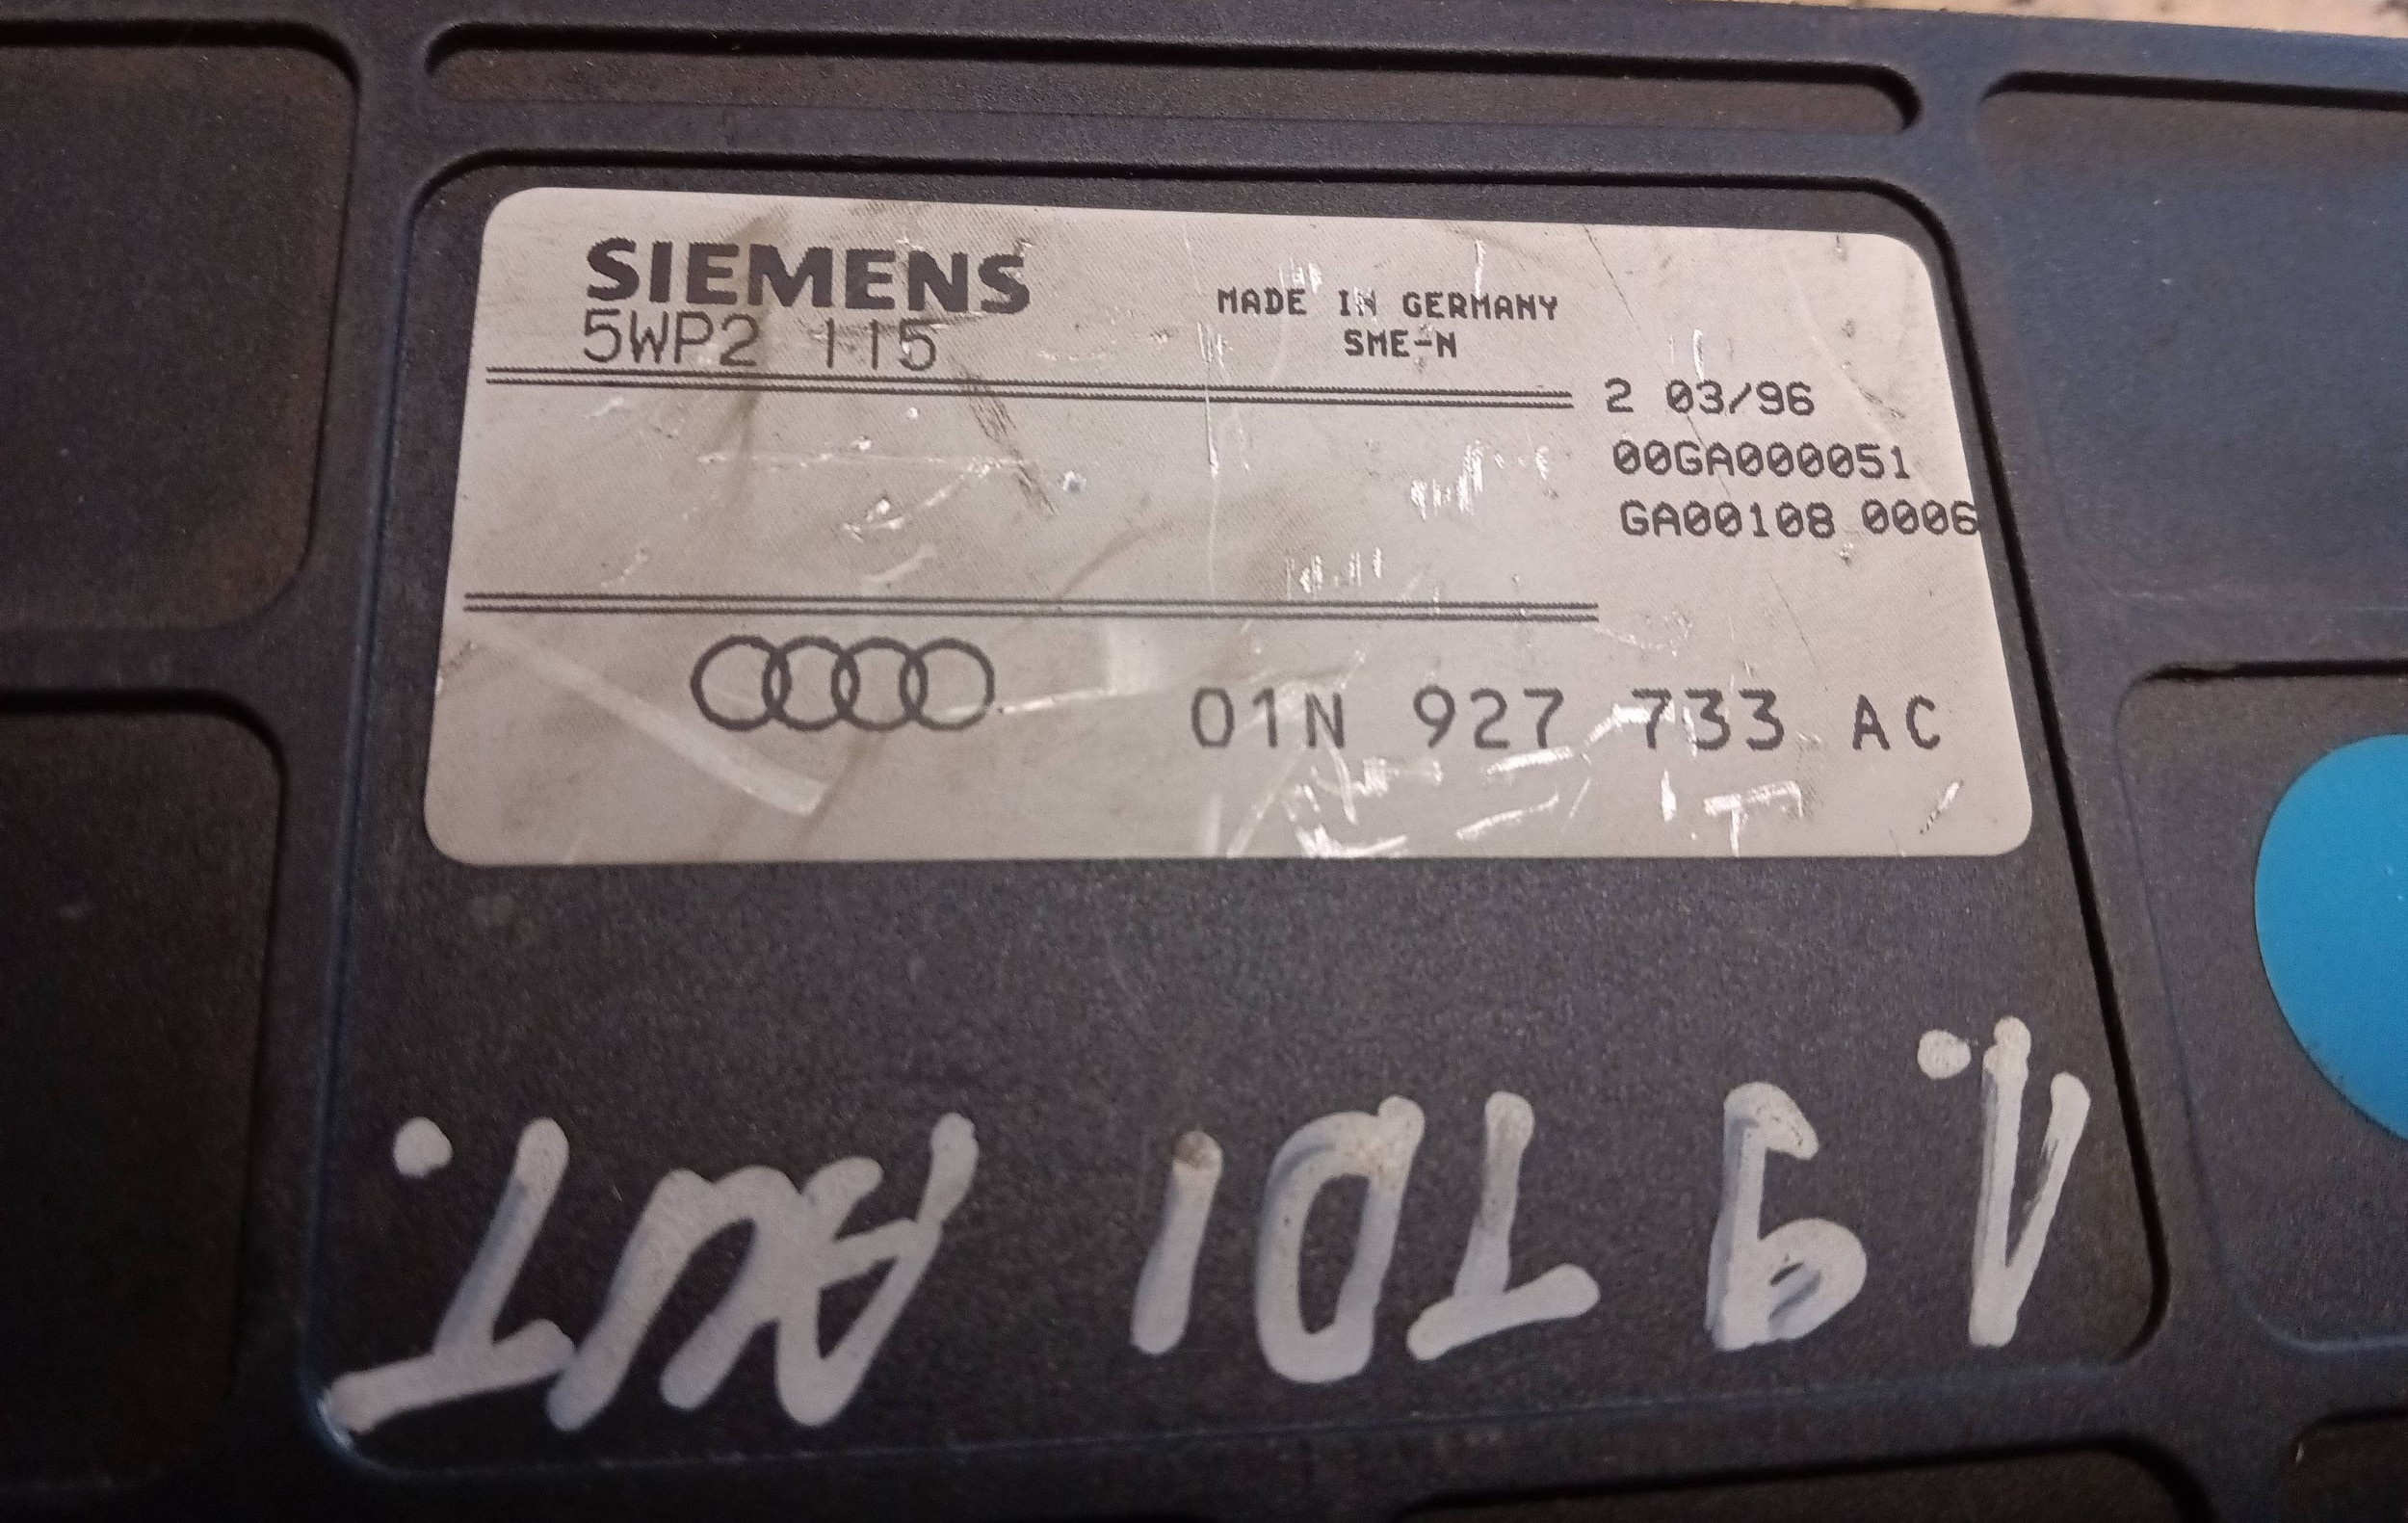 SIEMENS
5WP2 115
MADE IN GERMANY
SME-N
2 03/96
00GA000051
GA00108 0006
01N 927 733 AC
1.9 TDI AUT.